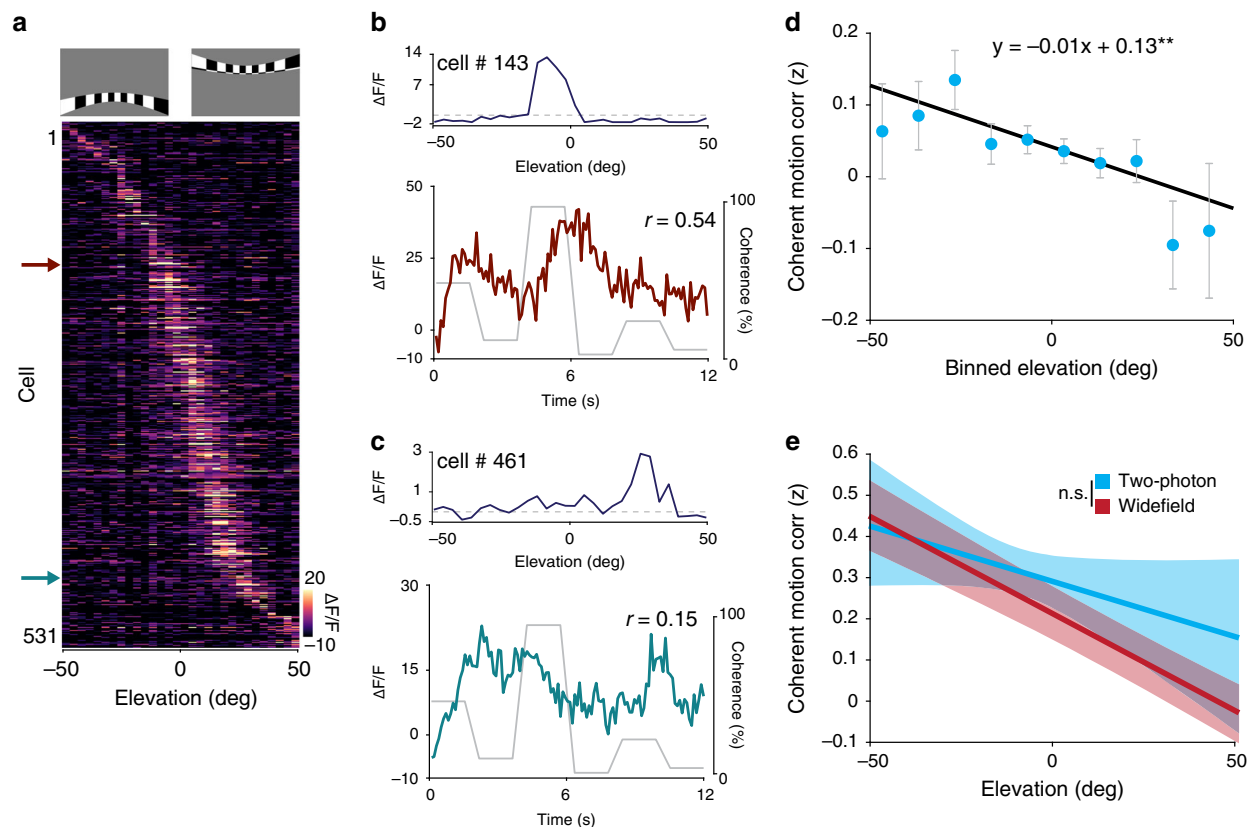 a
1
Cell
531
20
ΔF/F
−10
−50
0
50
Elevation (deg)
b
cell # 143
14
7
−2
ΔF/F
−50
0
50
Elevation (deg)
r = 0.54
50
25
0
−10
ΔF/F
100
0
Coherence (%)
0
6
12
Time (s)
c
cell # 461
3
1
−0.5
ΔF/F
−50
0
50
Elevation (deg)
r = 0.15
30
15
0
−10
ΔF/F
100
0
Coherence (%)
0
6
12
Time (s)
d
y = −0.01x + 0.13**
0.2
0.1
0
−0.1
−0.2
Coherent motion corr (z)
−50
0
50
Binned elevation (deg)
e
n.s.
Two-photon
Widefield
0.6
0.5
0.4
0.3
0.2
0.1
0
−0.1
Coherent motion corr (z)
−50
0
50
Elevation (deg)